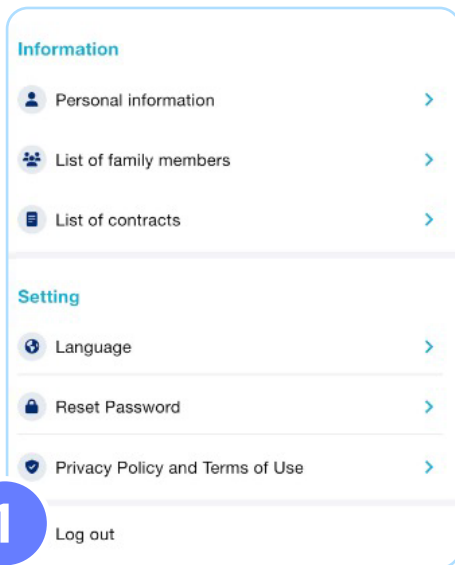 Information
Personal information
List of family members
List of contracts
Setting
Language
Reset Password
Privacy Policy and Terms of Use
1
Log out